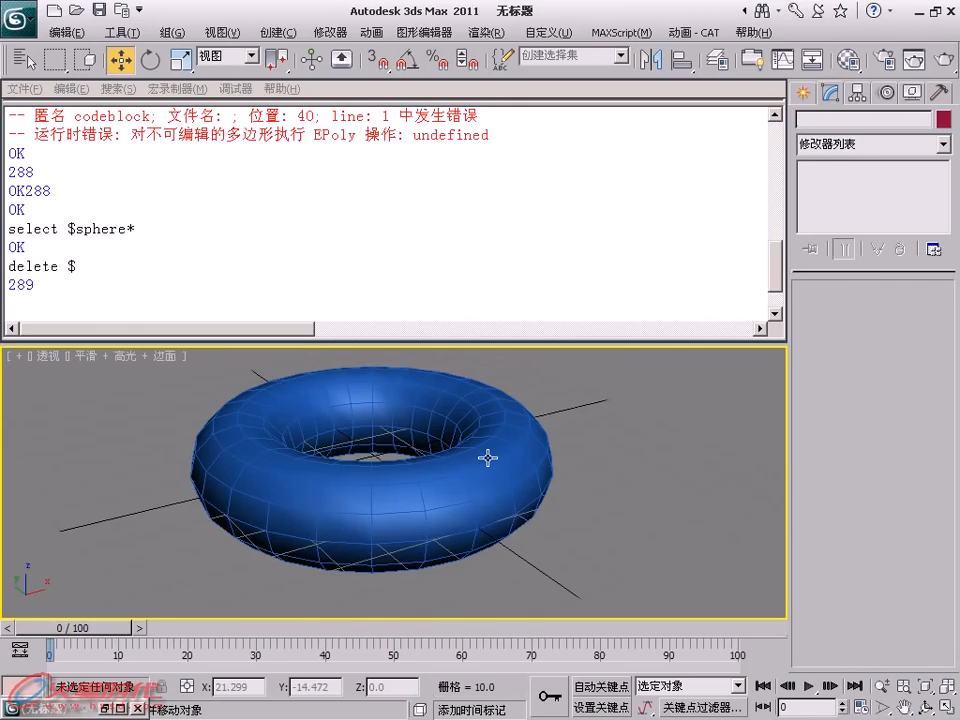 Autodesk 3ds Max 2011 无标题
编辑(E) 工具(T) 组(G) 视图(V) 创建(C) 修改器 动画 图形编辑器 渲染(R) 自定义(U) MAXScript(M) 动画 - CAT 帮助(H)
视图
创建选择集
文件(F) 编辑(E) 搜索(S) 宏录制器(M) 调试器 帮助(H)
-- 匿名 codeblock; 文件名: ; 位置: 40; line: 1 中发生错误
-- 运行时错误: 对不可编辑的多边形执行 EPoly 操作: undefined
OK
288
OK288
OK
select $sphere*
OK
delete $
289
修改器列表
[ + [] 透视 [] 平滑 + 高光 + 边面 ]
z
x
y
0 / 100
0 10 20 30 40 50 60 70 80 90 100
未选定任何对象 X: 21.299 Y: -14.472 Z: 0.0 栅格 = 10.0 自动关键点 选定对象
并移动对象 添加时间标记 设置关键点 关键点过滤器... 0